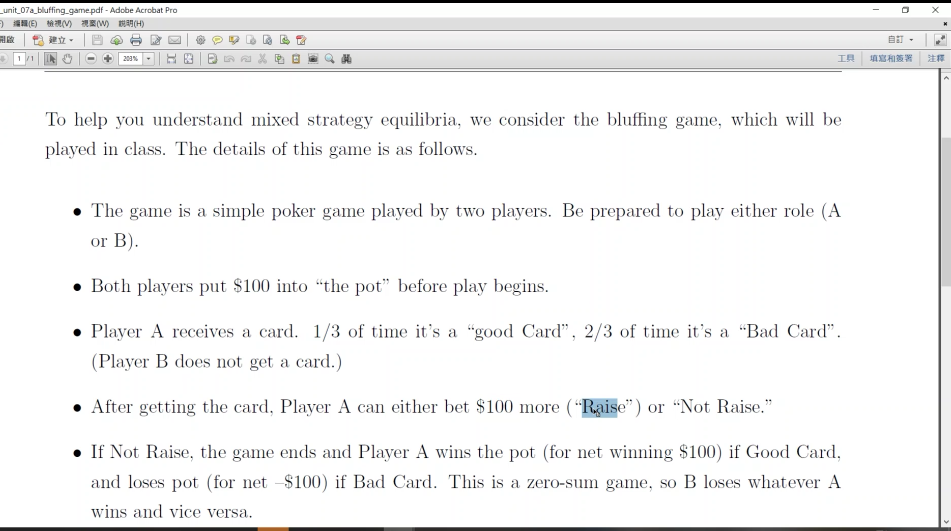 _unit_07a_bluffing_game.pdf - Adobe Acrobat Pro
編輯(E) 檢視(V) 視窗(W) 說明(H)
開啟 建立 自訂
1 / 1 203% 工具 填寫和簽署 注釋
To help you understand mixed strategy equilibria, we consider the bluffing game, which will be
played in class. The details of this game is as follows.
• The game is a simple poker game played by two players. Be prepared to play either role (A
or B).
• Both players put $100 into “the pot” before play begins.
• Player A receives a card. 1/3 of time it’s a “good Card”, 2/3 of time it’s a “Bad Card”.
(Player B does not get a card.)
• After getting the card, Player A can either bet $100 more (“Raise”) or “Not Raise.”
• If Not Raise, the game ends and Player A wins the pot (for net winning $100) if Good Card,
and loses pot (for net –$100) if Bad Card. This is a zero-sum game, so B loses whatever A
wins and vice versa.